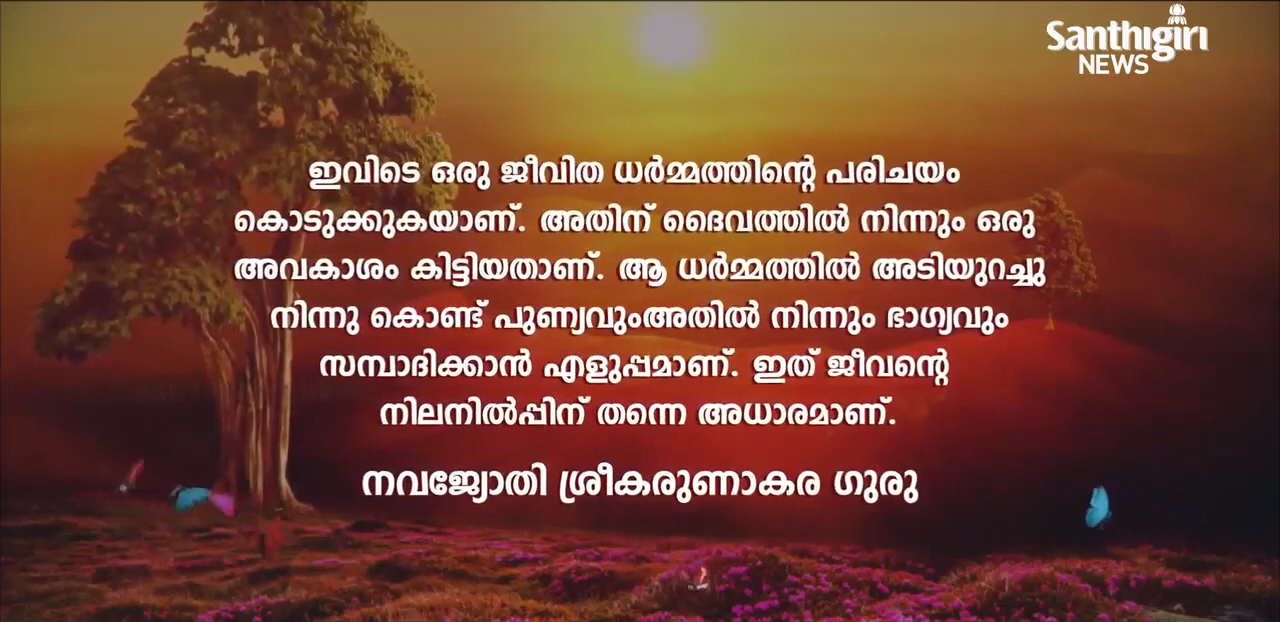 Santhigiri
NEWS
ഇവിടെ ഒരു ജീവിത ധർമ്മത്തിന്റെ പരിചയം
കൊടുക്കുകയാണ്. അതിന് ദൈവത്തിൽ നിന്നും ഒരു
അവകാശം കിട്ടിയതാണ്. ആ ധർമ്മത്തിൽ അടിയുറച്ചു
നിന്നു കൊണ്ട് പുണ്യവുംഅതിൽ നിന്നും ഭാഗ്യവും
സമ്പാദിക്കാൻ എളുപ്പമാണ്. ഇത് ജീവന്റെ
നിലനിൽപ്പിന് തന്നെ അധാരമാണ്.
നവജ്യോതി ശ്രീകരുണാകര ഗുരു